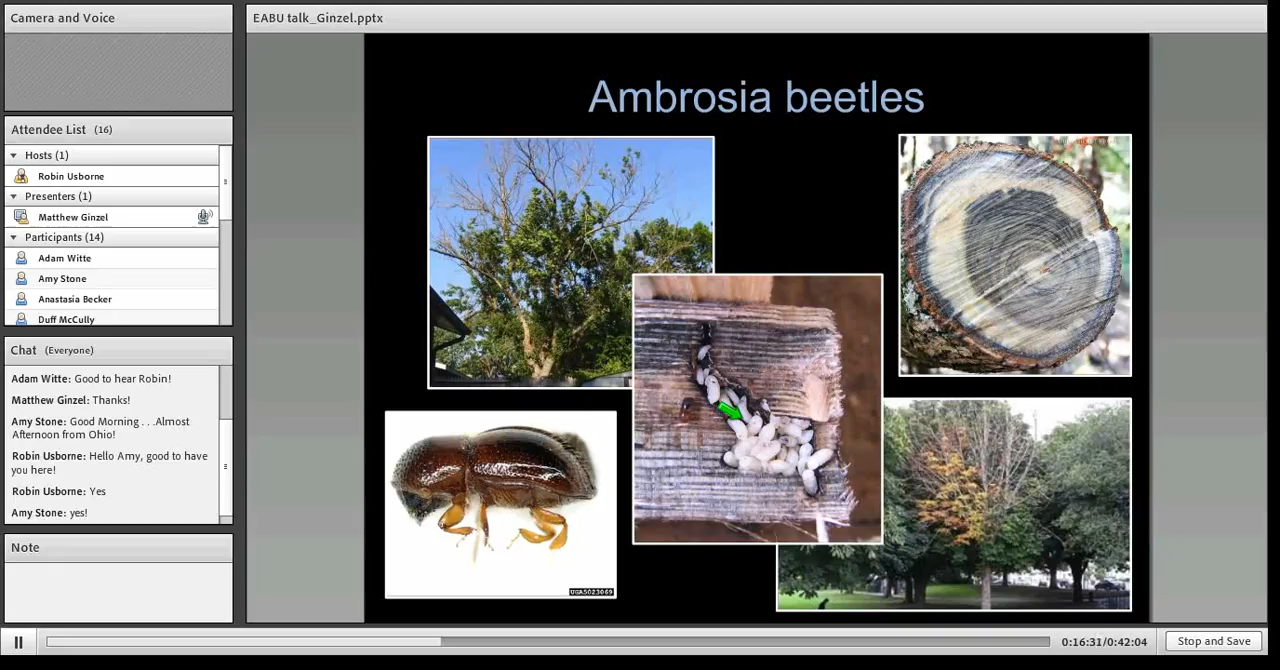 Camera and Voice
Attendee List (16)
Hosts (1)
Robin Usborne
Presenters (1)
Matthew Ginzel
Participants (14)
Adam Witte
Amy Stone
Anastasia Becker
Duff McCully
Chat (Everyone)
Adam Witte: Good to hear Robin!
Matthew Ginzel: Thanks!
Amy Stone: Good Morning . . .Almost
Afternoon from Ohio!
Robin Usborne: Hello Amy, good to have
you here!
Robin Usborne: Yes
Amy Stone: yes!
Note
EABU talk_Ginzel.pptx
Ambrosia beetles
UGA5023069
0:16:31/0:42:04
Stop and Save